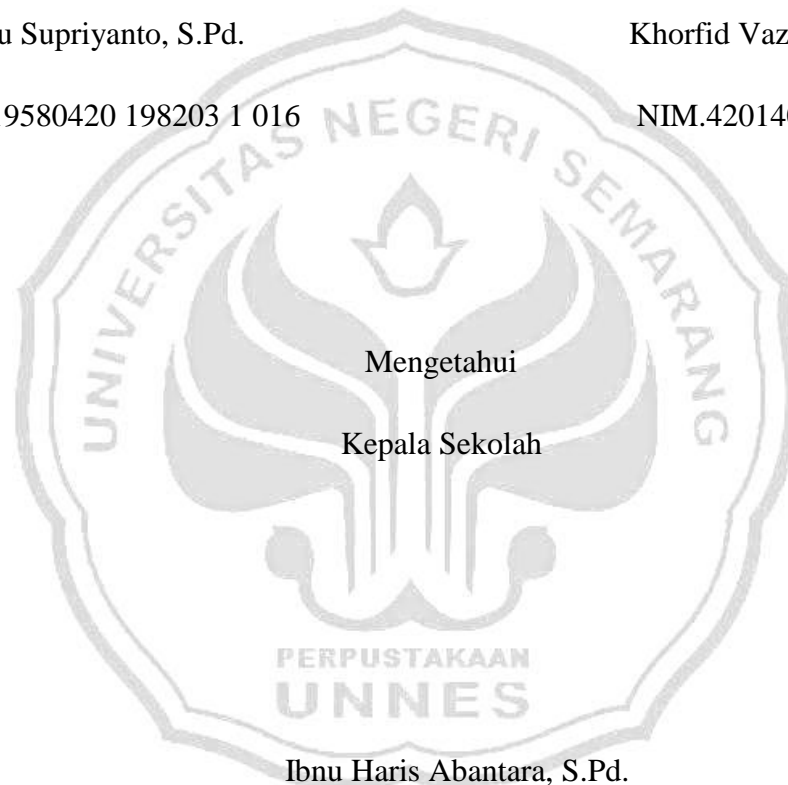 u Supriyanto, S.Pd. Khorfid Vaz
19580420 198203 1 016 NIM.420140
UNIVERSITAS NEGERI SEMARANG
Mengetahui
Kepala Sekolah
PERPUSTAKAAN
UNNES
Ibnu Haris Abantara, S.Pd.